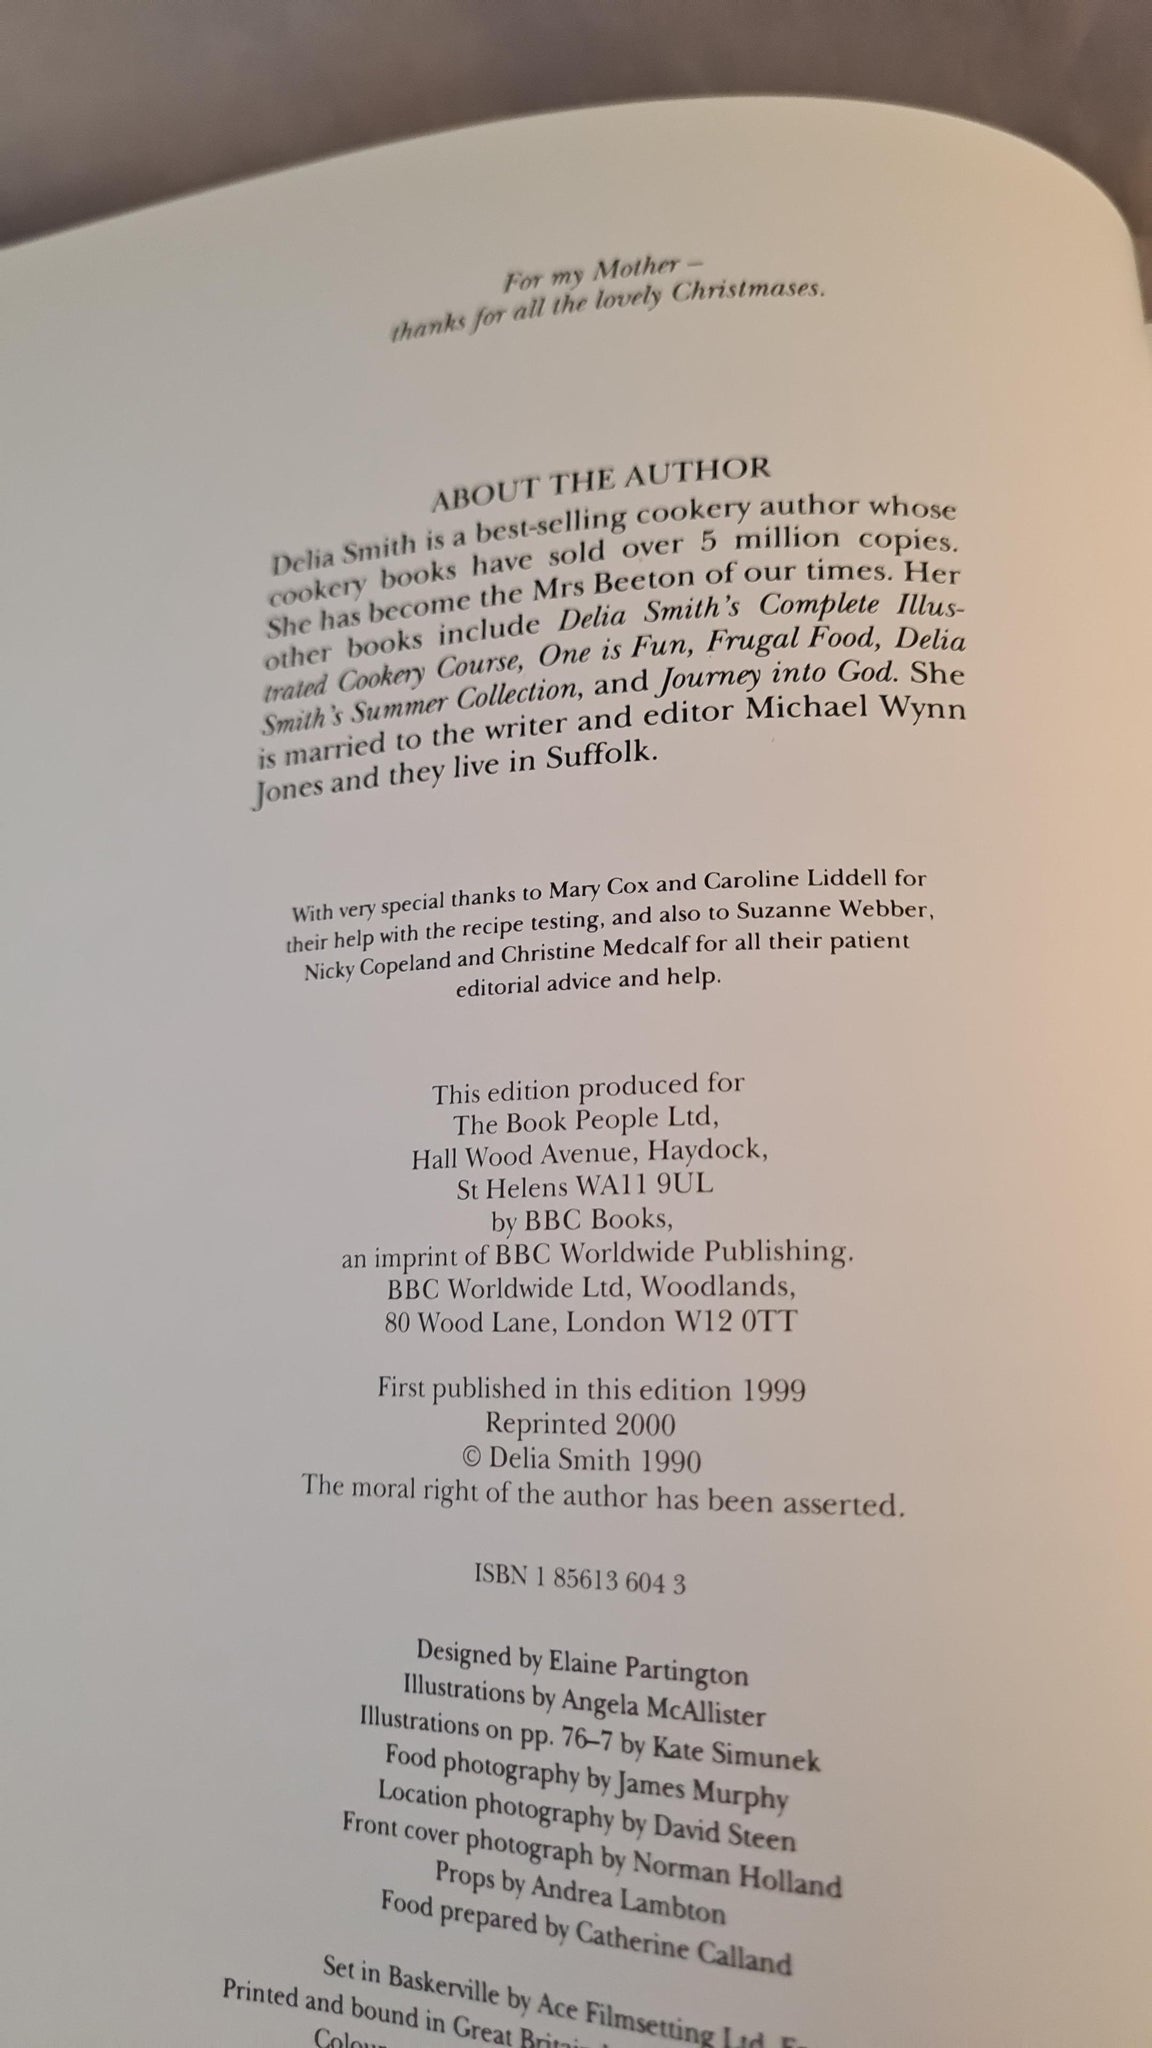 For my Mother –
thanks for all the lovely Christmases.
ABOUT THE AUTHOR
Delia Smith is a best-selling cookery author whose
cookery books have sold over 5 million copies.
She has become the Mrs Beeton of our times. Her
other books include Delia Smith's Complete Illus-
trated Cookery Course, One is Fun, Frugal Food, Delia
Smith's Summer Collection, and Journey into God. She
is married to the writer and editor Michael Wynn
Jones and they live in Suffolk.
With very special thanks to Mary Cox and Caroline Liddell for
their help with the recipe testing, and also to Suzanne Webber,
Nicky Copeland and Christine Medcalf for all their patient
editorial advice and help.
This edition produced for
The Book People Ltd,
Hall Wood Avenue, Haydock,
St Helens WA11 9UL
by BBC Books,
an imprint of BBC Worldwide Publishing.
BBC Worldwide Ltd, Woodlands,
80 Wood Lane, London W12 0TT
First published in this edition 1999
Reprinted 2000
© Delia Smith 1990
The moral right of the author has been asserted.
ISBN 1 85613 604 3
Designed by Elaine Partington
Illustrations by Angela McAllister
Illustrations on pp. 76–7 by Kate Simunek
Food photography by James Murphy
Location photography by David Steen
Front cover photograph by Norman Holland
Props by Andrea Lambton
Food prepared by Catherine Calland
Set in Baskerville by Ace Filmsetting Ltd,
Printed and bound in Great